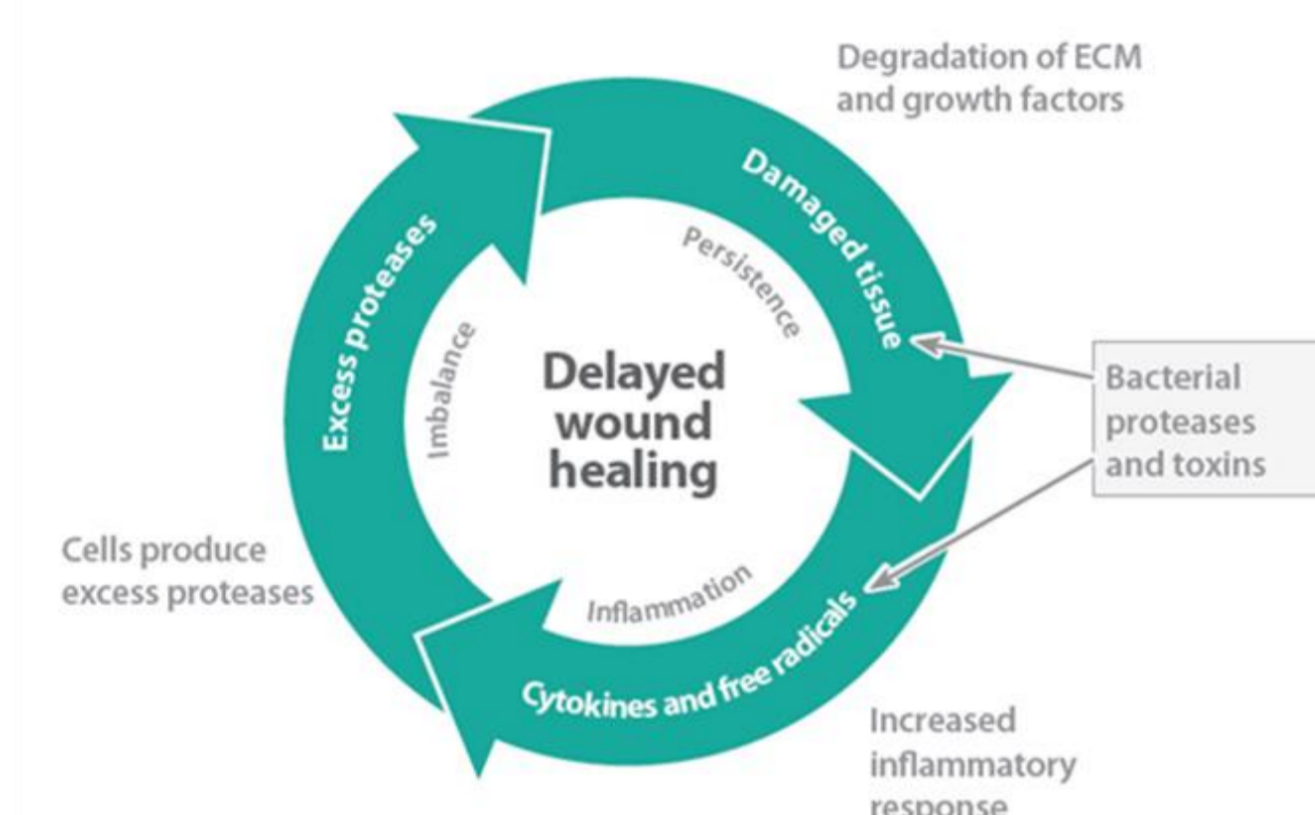 Degradation of ECM
and growth factors
Damaged tissue
Persistence
Excess proteases
Imbalance
Delayed
wound
healing
Bacterial
proteases
and toxins
Cells produce
excess proteases
Inflammation
Cytokines and free radicals
Increased
inflammatory
response